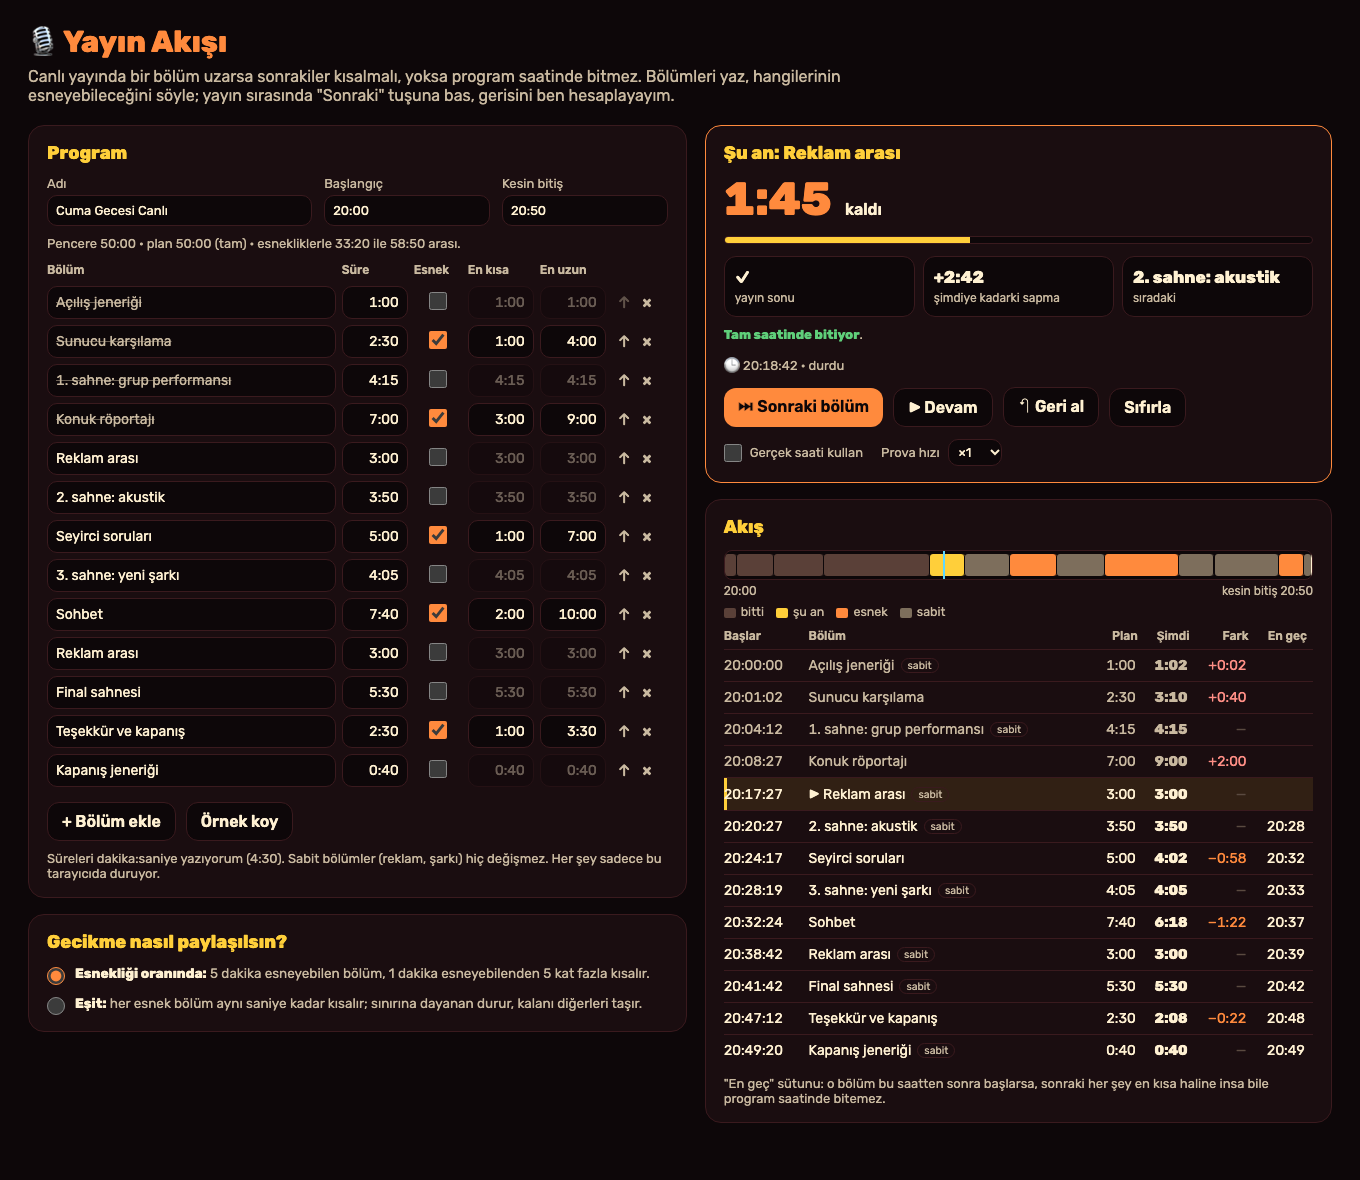 Yayın Akışı
Canlı yayında bir bölüm uzarsa sonrakiler kısalmalı, yoksa program saatinde bitmez. Bölümleri yaz, hangilerinin
esneyebileceğini söyle; yayın sırasında "Sonraki" tuşuna bas, gerisini ben hesaplayayım.
Program
Adı Başlangıç Kesin bitiş
Cuma Gecesi Canlı 20:00 20:50
Pencere 50:00 • plan 50:00 (tam) • esnekliklerle 33:20 ile 58:50 arası.
Bölüm Süre Esnek En kısa En uzun
Açılış jeneriği 1:00 1:00 1:00 ↑ ×
Sunucu karşılama 2:30 1:00 4:00 ↑ ×
1. sahne: grup performansı 4:15 4:15 4:15 ↑ ×
Konuk röportajı 7:00 3:00 9:00 ↑ ×
Reklam arası 3:00 3:00 3:00 ↑ ×
2. sahne: akustik 3:50 3:50 3:50 ↑ ×
Seyirci soruları 5:00 1:00 7:00 ↑ ×
3. sahne: yeni şarkı 4:05 4:05 4:05 ↑ ×
Sohbet 7:40 2:00 10:00 ↑ ×
Reklam arası 3:00 3:00 3:00 ↑ ×
Final sahnesi 5:30 5:30 5:30 ↑ ×
Teşekkür ve kapanış 2:30 1:00 3:30 ↑ ×
Kapanış jeneriği 0:40 0:40 0:40 ↑ ×
+ Bölüm ekle Örnek koy
Süreleri dakika:saniye yazıyorum (4:30). Sabit bölümler (reklam, şarkı) hiç değişmez. Her şey sadece bu
tarayıcıda duruyor.
Gecikme nasıl paylaşılsın?
Esnekliği oranında: 5 dakika esneyebilen bölüm, 1 dakika esneyebilenden 5 kat fazla kısalır.
Eşit: her esnek bölüm aynı saniye kadar kısalır; sınırına dayanan durur, kalanı diğerleri taşır.
Şu an: Reklam arası
1:45 kaldı
✓ +2:42 2. sahne: akustik
yayın sonu şimdiye kadarki sapma sıradaki
Tam saatinde bitiyor.
20:18:42 • durdu
⏭ Sonraki bölüm ▶ Devam Geri al Sıfırla
Gerçek saati kullan Prova hızı ×1
Akış
20:00 kesin bitiş 20:50
bitti şu an esnek sabit
Başlar Bölüm Plan Şimdi Fark En geç
20:00:00 Açılış jeneriği sabit 1:00 1:02 +0:02
20:01:02 Sunucu karşılama 2:30 3:10 +0:40
20:04:12 1. sahne: grup performansı sabit 4:15 4:15 –
20:08:27 Konuk röportajı 7:00 9:00 +2:00
20:17:27 ▶ Reklam arası sabit 3:00 3:00 –
20:20:27 2. sahne: akustik sabit 3:50 3:50 – 20:28
20:24:17 Seyirci soruları 5:00 4:02 −0:58 20:32
20:28:19 3. sahne: yeni şarkı sabit 4:05 4:05 – 20:33
20:32:24 Sohbet 7:40 6:18 −1:22 20:37
20:38:42 Reklam arası sabit 3:00 3:00 – 20:39
20:41:42 Final sahnesi sabit 5:30 5:30 – 20:42
20:47:12 Teşekkür ve kapanış 2:30 2:08 −0:22 20:48
20:49:20 Kapanış jeneriği sabit 0:40 0:40 – 20:49
"En geç" sütunu: o bölüm bu saatten sonra başlarsa, sonraki her şey en kısa haline insa bile
program saatinde bitemez.